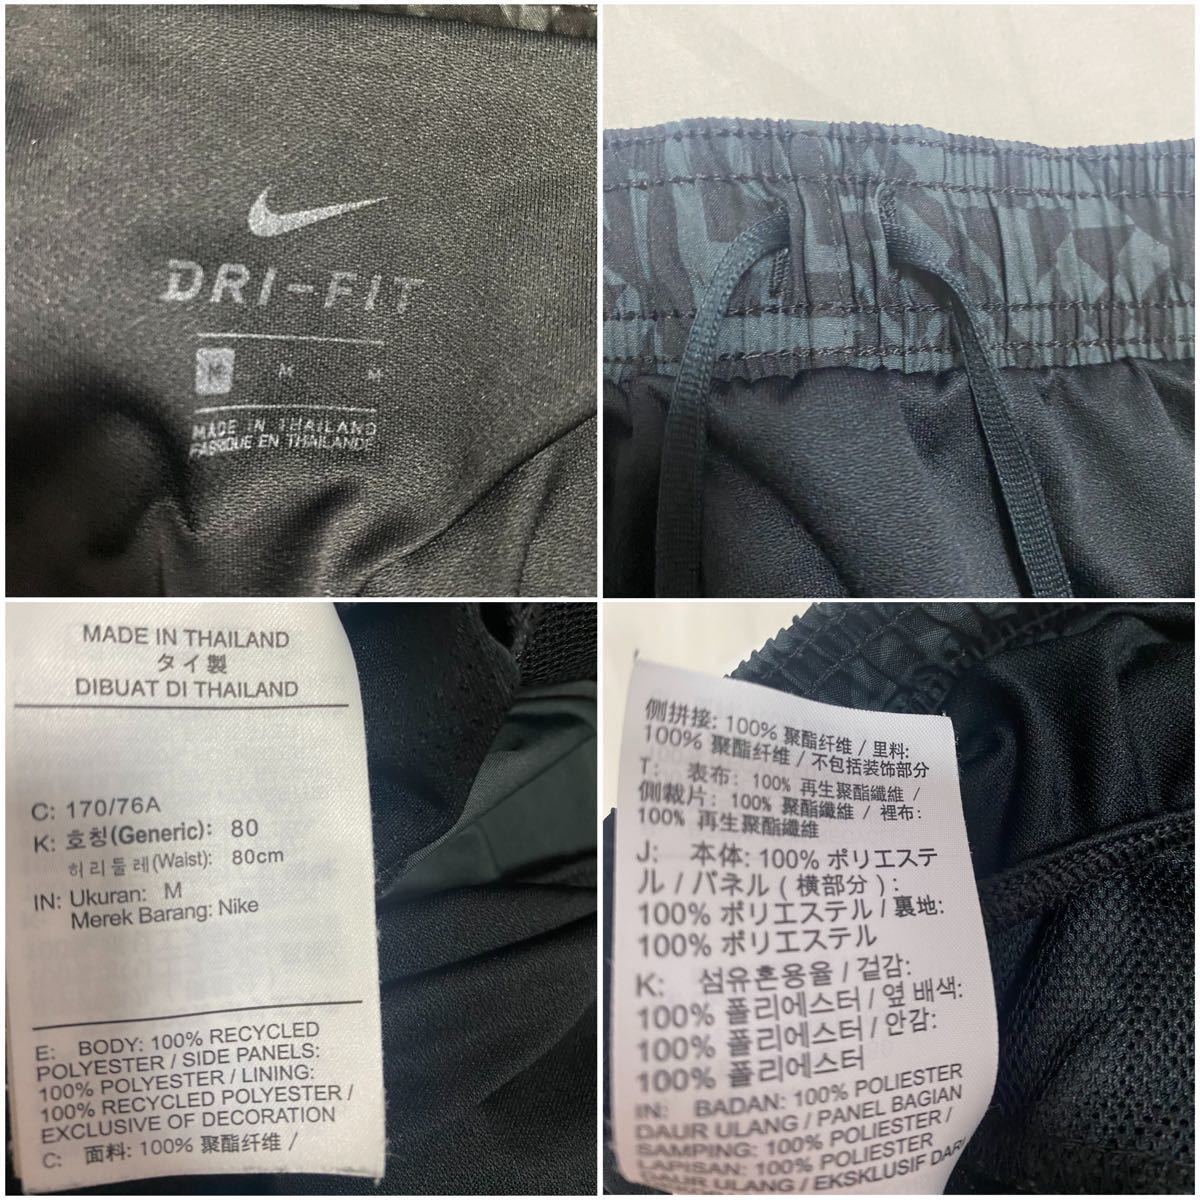 DRI-FIT
M M M
MADE IN THAILAND
FABRIQUÉ EN THAILANDE
MADE IN THAILAND
タイ製
DIBUAT DI THAILAND
C: 170/76A
K: 호칭(Generic): 80
허리둘레(Waist): 80cm
IN: Ukuran: M
Merek Barang: Nike
E: BODY: 100% RECYCLED
POLYESTER / SIDE PANELS:
100% POLYESTER / LINING:
100% RECYCLED POLYESTER /
EXCLUSIVE OF DECORATION
C: 面料: 100% 聚酯纤维 /
侧拼接: 100% 聚酯纤维 / 里料:
100% 聚酯纤维 / 不包括装饰部分
T: 表布: 100% 再生聚酯纖維 /
側裁片: 100% 聚酯纖維 / 裡布:
100% 再生聚酯纖維
J: 本体: 100% ポリエステ
ル / パネル ( 横部分 ) :
100% ポリエステル / 裏地:
100% ポリエステル
K: 섬유혼용율 / 겉감:
100% 폴리에스터 / 옆 배색:
100% 폴리에스터 / 안감:
100% 폴리에스터
IN: BADAN: 100% POLIESTER
DAUR ULANG / PANEL BAGIAN
SAMPING: 100% POLIESTER /
LAPISAN: 100% POLIESTER
DAUR ULANG / EKSKLUSIF DARI